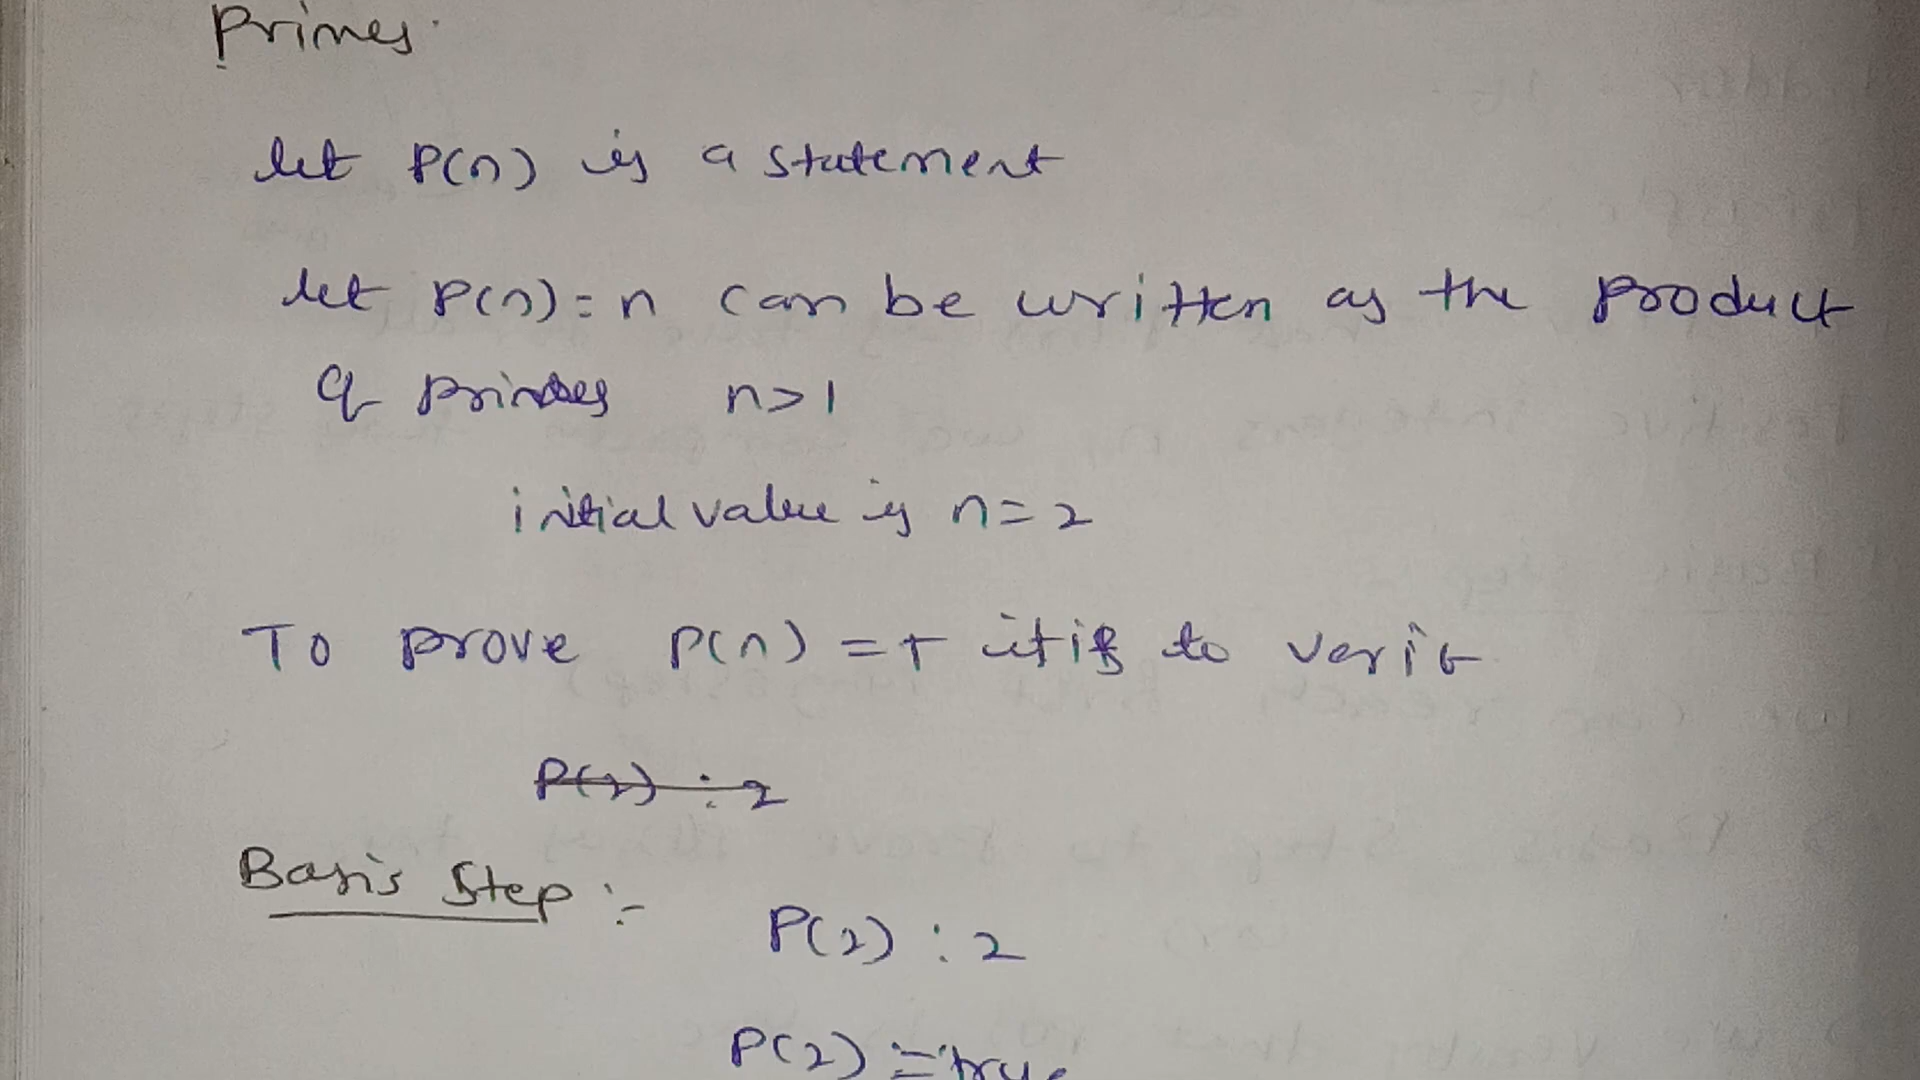 Primes.
let P(n) is a statement
let P(n) = n can be written as the product
of primes n>1
initial value is n=2
To prove P(n) = T it is to verify
P(2) : 2
Basis Step :-
P(2) : 2
P(2) = true